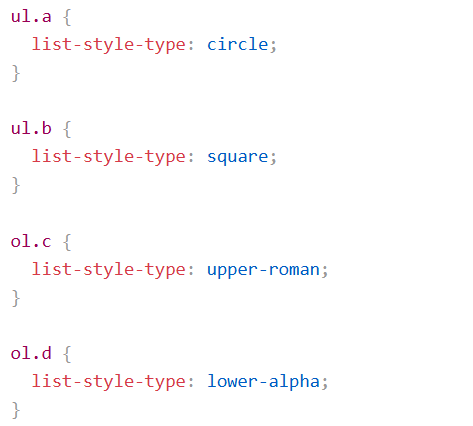 ul.a {
  list-style-type: circle;
}

ul.b {
  list-style-type: square;
}

ol.c {
  list-style-type: upper-roman;
}

ol.d {
  list-style-type: lower-alpha;
}